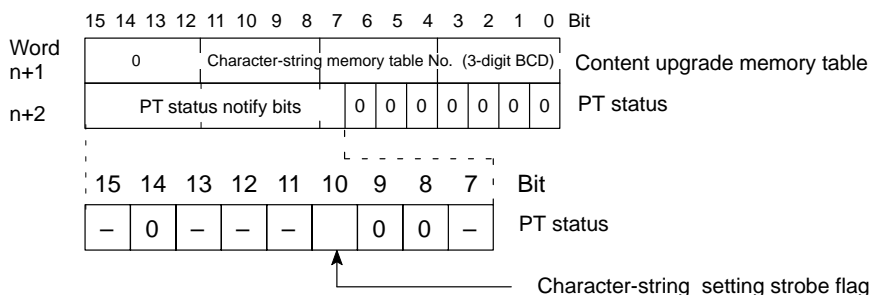 15 14 13 12 11 10 9 8 7 6 5 4 3 2 1 0 Bit
Word
n+1
0 Character-string memory table No. (3-digit BCD) Content upgrade memory table
n+2 PT status notify bits 0 0 0 0 0 0 0 PT status
15 14 13 12 11 10 9 8 7 Bit
– 0 – – – 0 0 – PT status
Character-string setting strobe flag